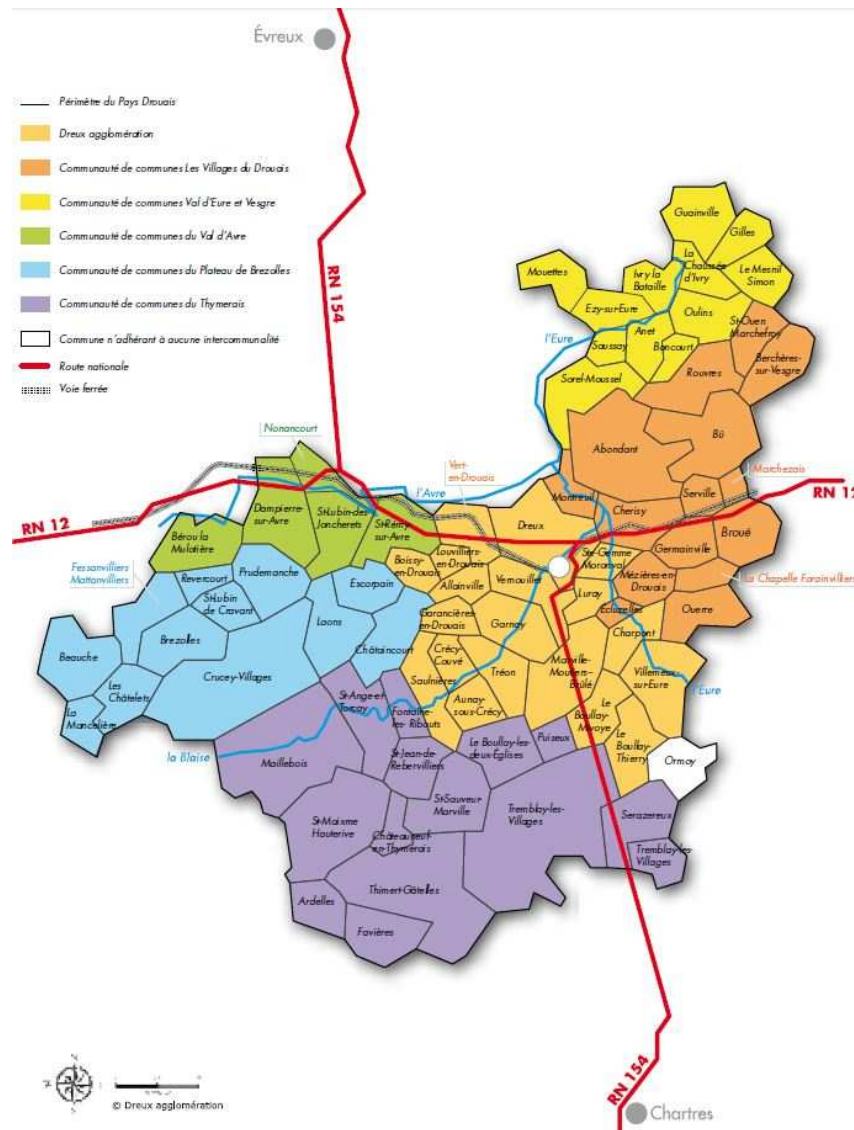 Évreux
Périmètre du Pays Drouais
Dreux agglomération
Communauté de communes Les Villages du Drouais
Communauté de communes Val d'Eure et Vesgre
Communauté de communes du Val d'Avre
Communauté de communes du Plateau de Brezolles
Communauté de communes du Thymerais
Commune n'adhérant à aucune intercommunalité
Route nationale
Voie ferrée
RN 154
Guainville
Gilles
La
Chaussée
d'Ivry
Le Mesnil
Simon
Mouettes
Ivry la
Bataille
Ezy-sur-Eure
Oulins
l'Eure
Anet
Saussay
Boncourt
St-Ouen
Marchefroy
Berchères-
sur-Vesgre
Sorel-Moussel
Rouvres
Abondant
Bû
Nonancourt
Vert-
en-Drouais
Marchezais
l'Avre
Montreuil
Serville
RN 12
RN 12
Cherisy
Dampierre-
sur-Avre
St-Lubin-des
Joncherets
St-Rémy-
sur-Avre
Dreux
Broué
Bérou la
Mulotière
Louvilliers-
en-Drouais
Ste-Gemme
Moronval
Germainville
Boissy-
en-Drouais
Fessanvilliers
Mattanvilliers
Revercourt
Prudemanche
Escorpain
Allainville
Vernouillet
Mézières-en-
Drouais
La Chapelle Forainvilliers
St-Lubin
de Cravant
Luray
Ecluzelles
Ouerre
Garancières-
en-Drouais
Garnay
Brezolles
Laons
Charpont
Châtaincourt
Crécy-
Couvé
Beauche
Les
Châtelets
Crucey-Villages
Saulnières
Tréon
Marville-
Moutiers-
Brûlé
Villemeux-
sur-Eure
l'Eure
La
Mancelière
St-Ange-et-
Torcay
Fontaine-
les- Ribouts
Aunay-
sous-Crécy
Le
Boullay-
Mivoye
Le
Boullay-
Thierry
la Blaise
Maillebois
St-Jean-de-
Rebervilliers
Le Boullay-les-
deux-Églises
Puiseux
Ormoy
St-Maixme
Hauterive
St-Sauveur
Marville
Tremblay-les-
Villages
Serazereux
Châteauneuf-
en-Thymerais
Tremblay-les-
Villages
Thimert-Gâtelles
Ardelles
Favières
RN 154
© Dreux agglomération
Chartres